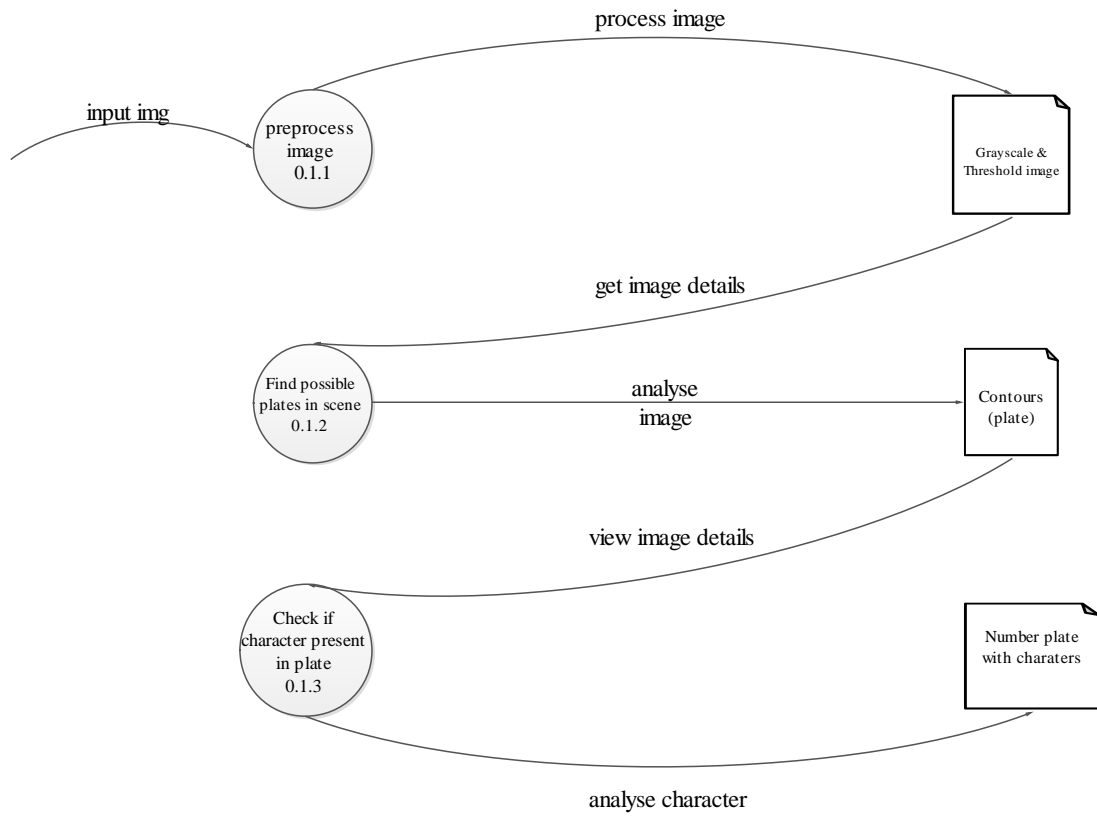 process image
input img
preprocess
image
0.1.1
Grayscale &
Threshold image
get image details
Find possible
plates in scene
0.1.2
analyse
image
Contours
(plate)
view image details
Check if
character present
in plate
0.1.3
Number plate
with charaters
analyse character